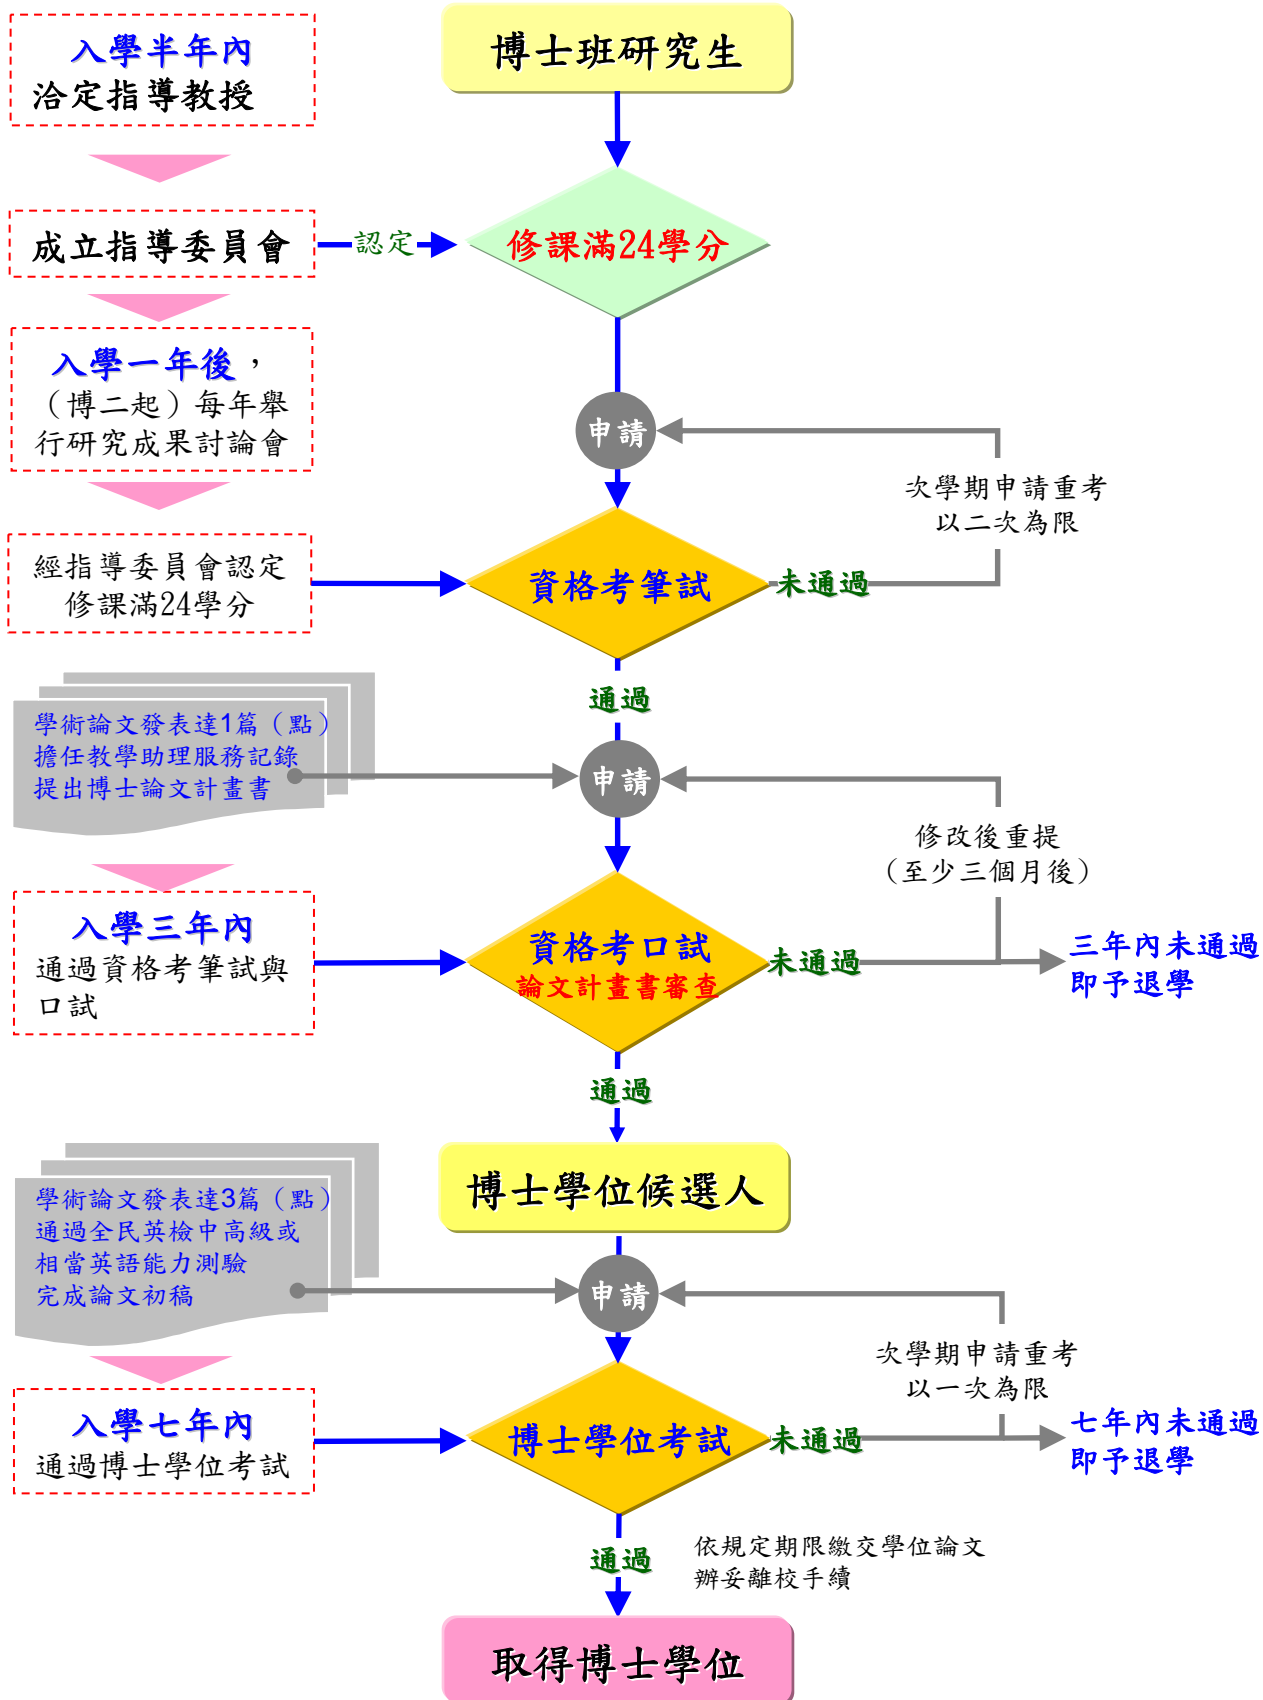 入學半年內
洽定指導教授
博士班研究生
成立指導委員會
認定
修課滿24學分
入學一年後，
（博二起）每年舉
行研究成果討論會
申請
次學期申請重考
以二次為限
經指導委員會認定
修課滿24學分
資格考筆試
未通過
通過
學術論文發表達1篇（點）
擔任教學助理服務記錄
提出博士論文計畫書
申請
修改後重提
（至少三個月後）
入學三年內
通過資格考筆試與
口試
資格考口試
論文計畫書審查
未通過
三年內未通過
即予退學
通過
博士學位候選人
學術論文發表達3篇（點）
通過全民英檢中高級或
相當英語能力測驗
完成論文初稿
申請
次學期申請重考
以一次為限
入學七年內
通過博士學位考試
博士學位考試
未通過
七年內未通過
即予退學
通過
依規定期限繳交學位論文
辦妥離校手續
取得博士學位